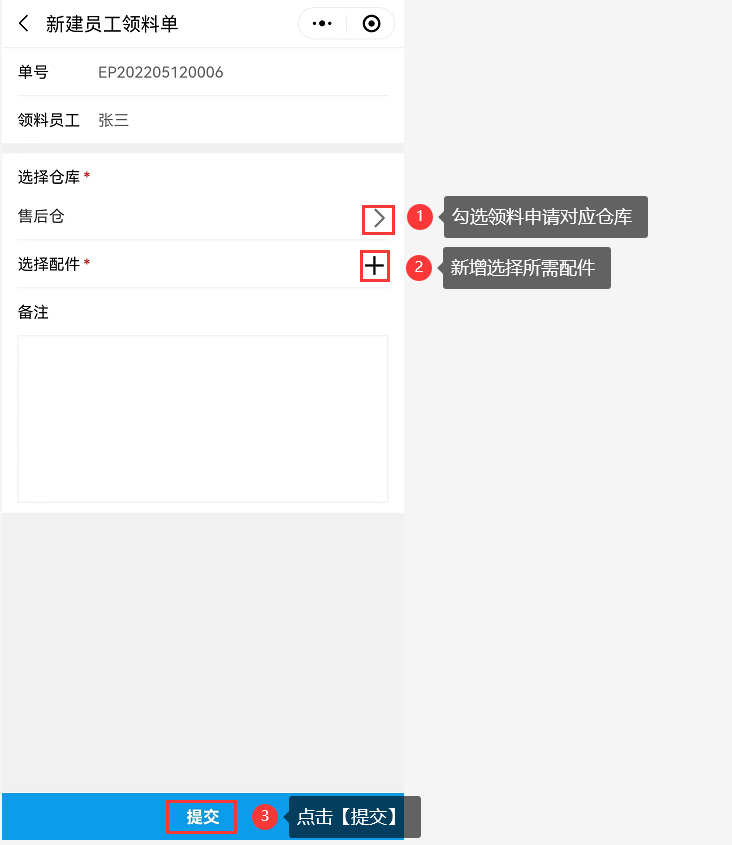 新建员工领料单
单号 EP202205120006
领料员工 张三
选择仓库*
售后仓
1 勾选领料申请对应仓库
选择配件*
2 新增选择所需配件
备注
提交 3 点击【提交】